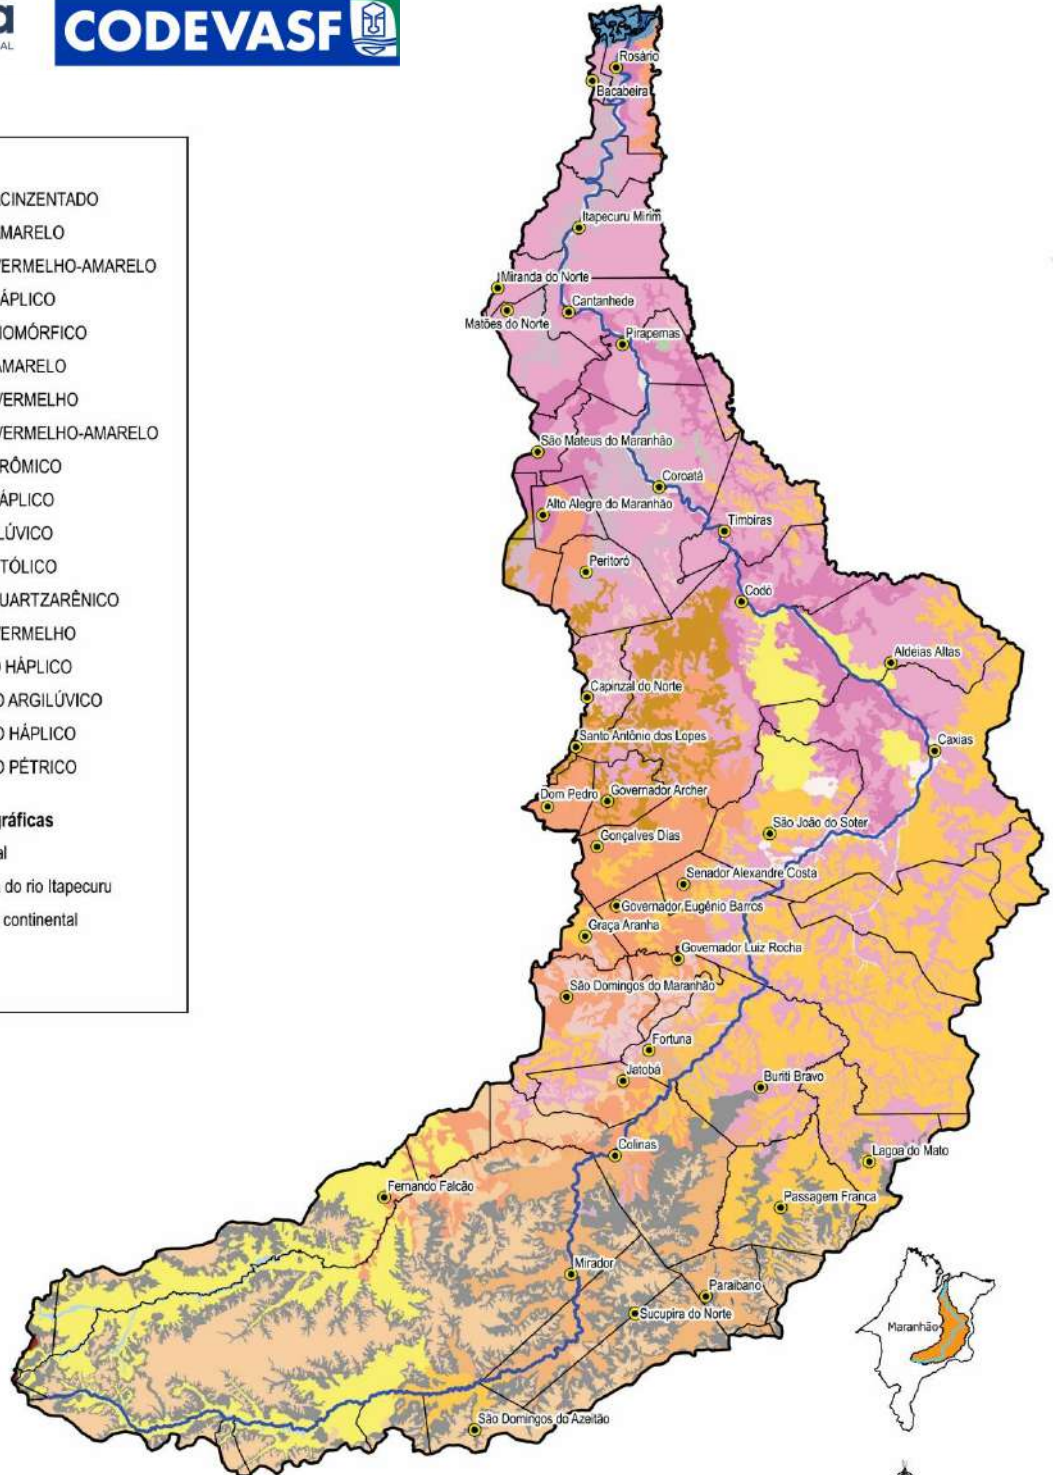 a
AL
CODEVASF
CINZENTADO
MARELO
VERMELHO-AMARELO
ÁPLICO
IOMÓRFICO
AMARELO
VERMELHO
VERMELHO-AMARELO
RÔMICO
ÁPLICO
LÚVICO
TÓLICO
UARTZARÊNICO
VERMELHO
HÁPLICO
O ARGILÚVICO
O HÁPLICO
O PÉTRICO
gráficas
al
do rio Itapecuru
continental
Rosário
Bacabeira
Itapecuru Mirim
Miranda do Norte
Cantanhede
Matões do Norte
Pirapemas
São Mateus do Maranhão
Coroatá
Alto Alegre do Maranhão
Timbiras
Peritoró
Codó
Aldeias Altas
Capinzal do Norte
Santo Antônio dos Lopes
Caxias
Dom Pedro
Governador Archer
São João do Soter
Gonçalves Dias
Senador Alexandre Costa
Governador Eugênio Barros
Graça Aranha
Governador Luiz Rocha
São Domingos do Maranhão
Fortuna
Jatobá
Buriti Bravo
Colinas
Lagoa do Mato
Fernando Falcão
Passagem Franca
Mirador
Paraibano
Sucupira do Norte
Maranhão
São Domingos do Azeitão